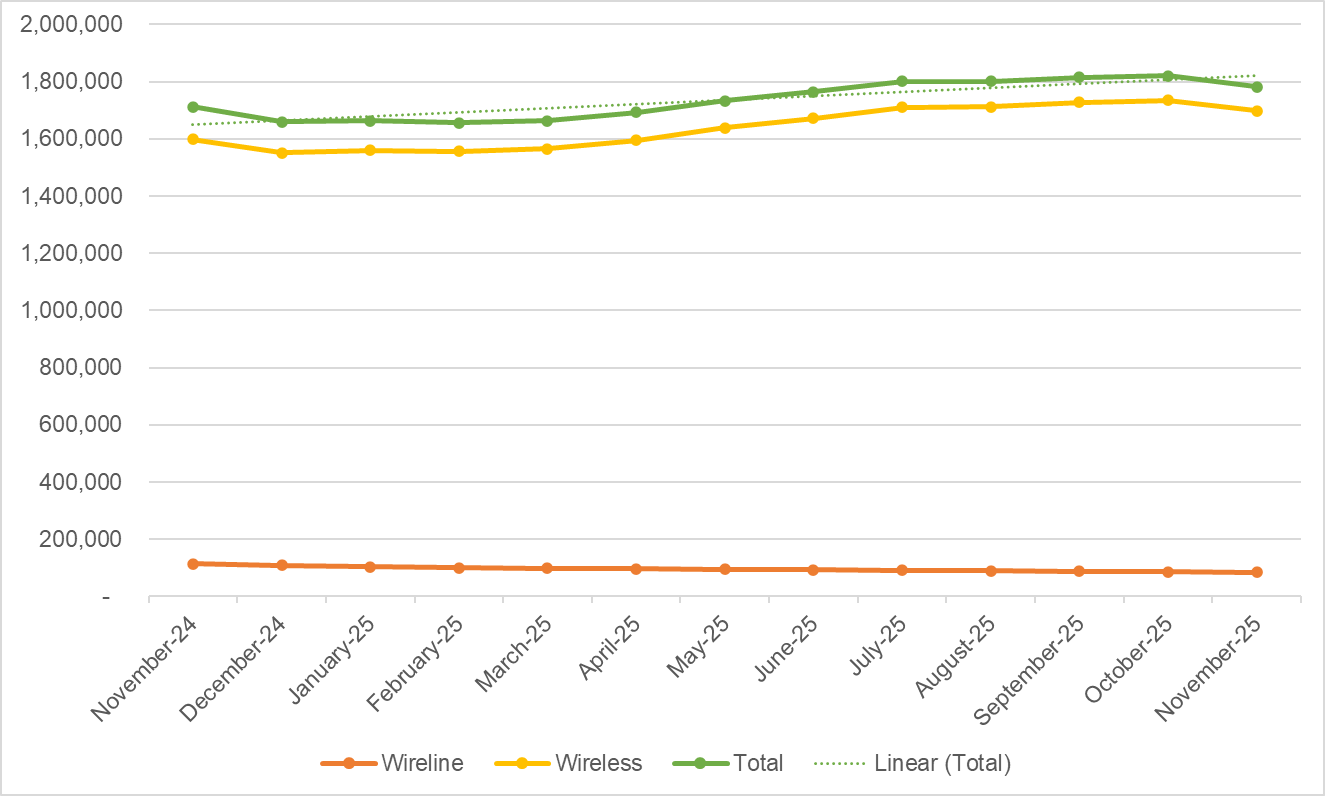 2,000,000
1,800,000
1,600,000
1,400,000
1,200,000
1,000,000
800,000
600,000
400,000
200,000
-
November-24
December-24
January-25
February-25
March-25
April-25
May-25
June-25
July-25
August-25
September-25
October-25
November-25
Wireline Wireless Total Linear (Total)